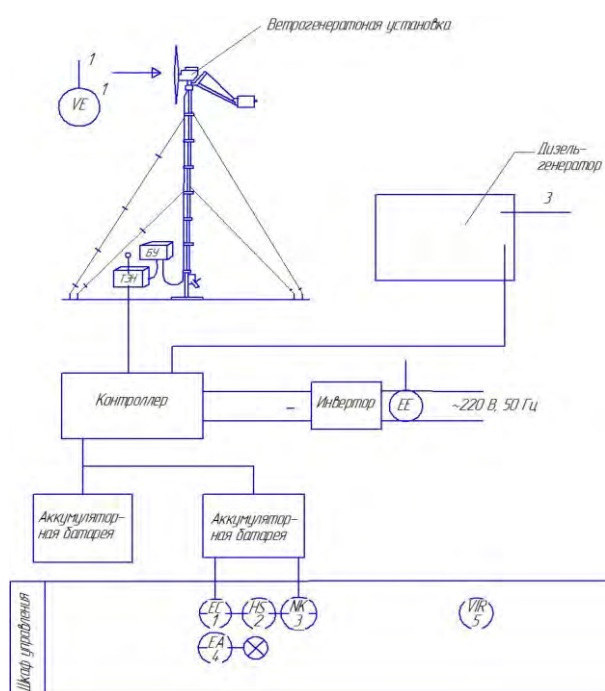 Ветрогенератоная установка
1
1
VE
Дизель-
генератор
3
БУ
ТЭН
Контроллер
Инвертор
EE
~220 В, 50 Гц
–
Аккумулятор-
ная батарея
Аккумулятор-
ная батарея
Шкаф управления
EC
1
HS
2
NK
3
VIR
5
EA
4